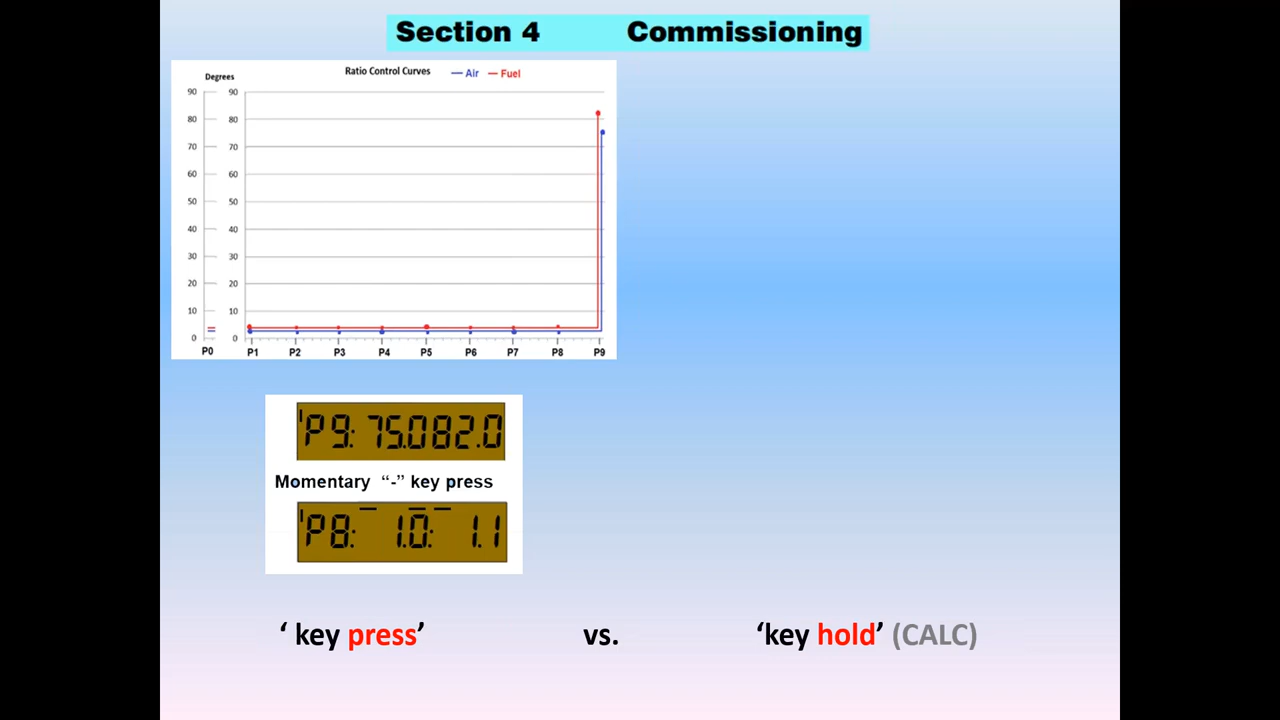 Section 4 Commissioning
Degrees Ratio Control Curves Air Fuel
90 90
80 80
70 70
60 60
50 50
40 40
30 30
20 20
10 10
0 0
P0 P1 P2 P3 P4 P5 P6 P7 P8 P9
P9: 75.082.0
Momentary “-” key press
P8: 1.0: 1.1
‘ key press’ vs. ‘key hold’ (CALC)